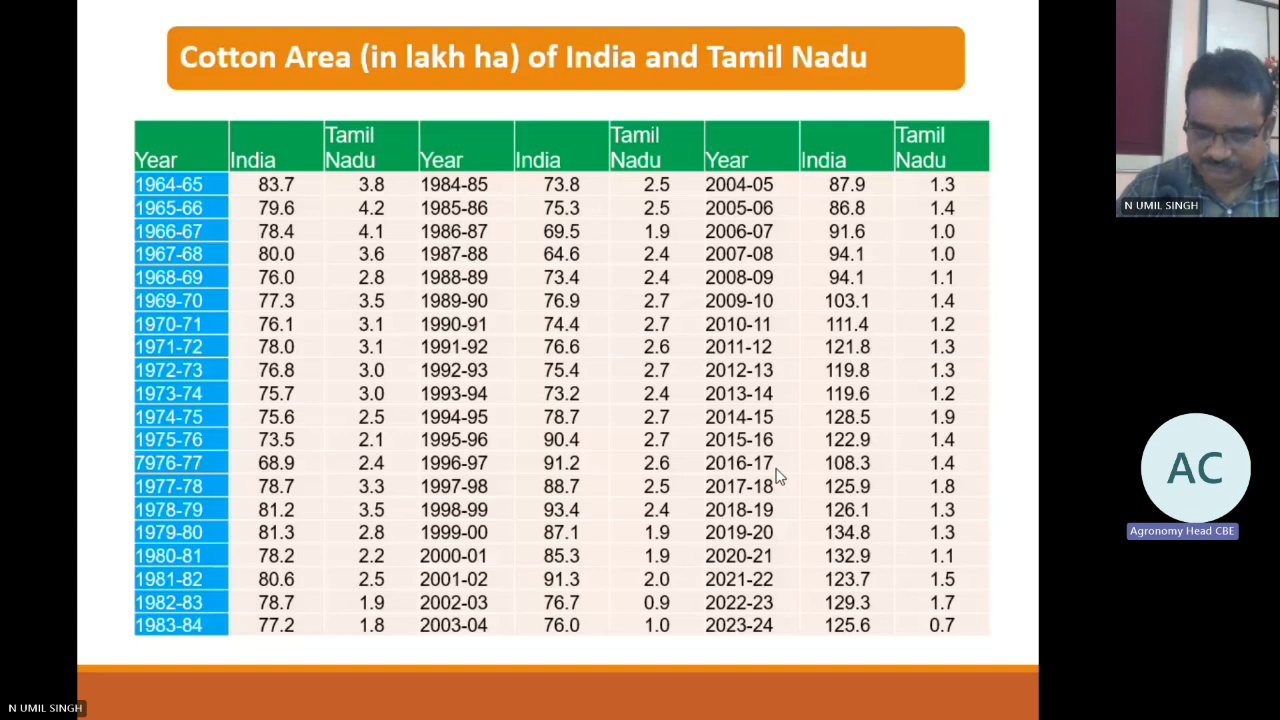 Cotton Area (in lakh ha) of India and Tamil Nadu
Year India Tamil Nadu Year India Tamil Nadu Year India Tamil Nadu
1964-65 83.7 3.8 1984-85 73.8 2.5 2004-05 87.9 1.3
1965-66 79.6 4.2 1985-86 75.3 2.5 2005-06 86.8 1.4
1966-67 78.4 4.1 1986-87 69.5 1.9 2006-07 91.6 1.0
1967-68 80.0 3.6 1987-88 64.6 2.4 2007-08 94.1 1.0
1968-69 76.0 2.8 1988-89 73.4 2.4 2008-09 94.1 1.1
1969-70 77.3 3.5 1989-90 76.9 2.7 2009-10 103.1 1.4
1970-71 76.1 3.1 1990-91 74.4 2.7 2010-11 111.4 1.2
1971-72 78.0 3.1 1991-92 76.6 2.6 2011-12 121.8 1.3
1972-73 76.8 3.0 1992-93 75.4 2.7 2012-13 119.8 1.3
1973-74 75.7 3.0 1993-94 73.2 2.4 2013-14 119.6 1.2
1974-75 75.6 2.5 1994-95 78.7 2.7 2014-15 128.5 1.9
1975-76 73.5 2.1 1995-96 90.4 2.7 2015-16 122.9 1.4
7976-77 68.9 2.4 1996-97 91.2 2.6 2016-17 108.3 1.4
1977-78 78.7 3.3 1997-98 88.7 2.5 2017-18 125.9 1.8
1978-79 81.2 3.5 1998-99 93.4 2.4 2018-19 126.1 1.3
1979-80 81.3 2.8 1999-00 87.1 1.9 2019-20 134.8 1.3
1980-81 78.2 2.2 2000-01 85.3 1.9 2020-21 132.9 1.1
1981-82 80.6 2.5 2001-02 91.3 2.0 2021-22 123.7 1.5
1982-83 78.7 1.9 2002-03 76.7 0.9 2022-23 129.3 1.7
1983-84 77.2 1.8 2003-04 76.0 1.0 2023-24 125.6 0.7
N UMIL SINGH
AC
Agronomy Head CBE
N UMIL SINGH